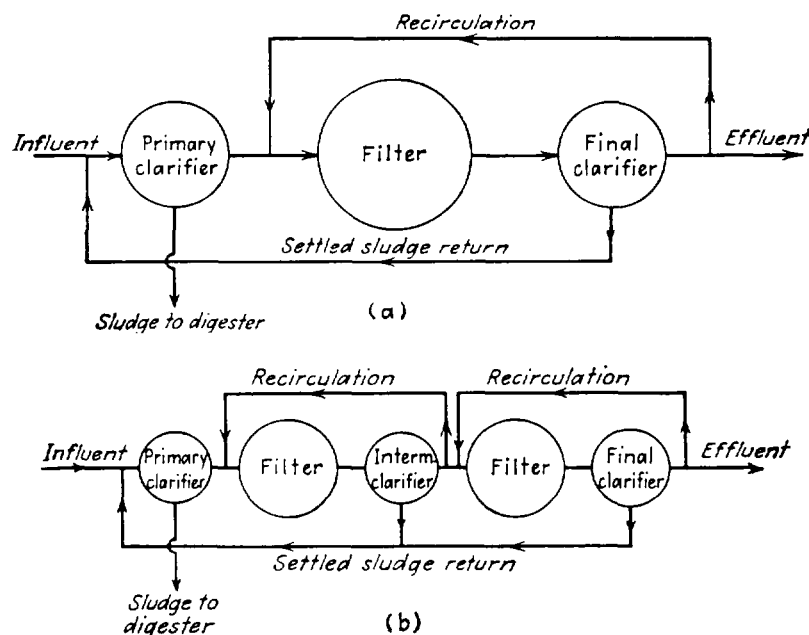 Recirculation
Influent
Primary
clarifier
Filter
Final
clarifier
Effluent
Settled sludge return
Sludge to digester
(a)
Recirculation
Recirculation
Influent
Primary
clarifier
Filter
Interm.
clarifier
Filter
Final
clarifier
Effluent
Settled sludge return
Sludge to
digester
(b)